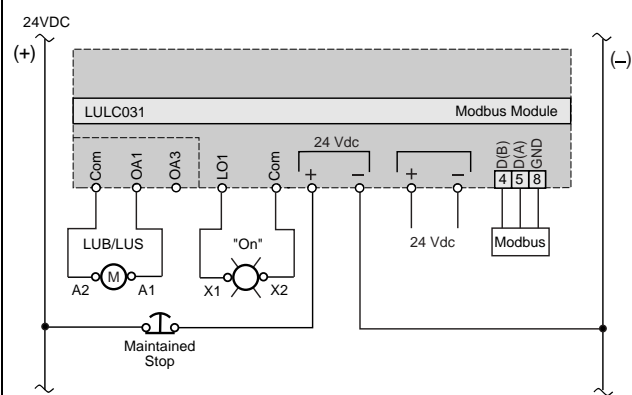 24VDC
(+)
(–)
LULC031
Modbus Module
Com
OA1
OA3
LO1
Com
24 Vdc
+
–
+
–
D(B)
D(A)
GND
4 5 8
LUB/LUS
"On"
24 Vdc
Modbus
A2 M A1
X1 X2
Maintained
Stop